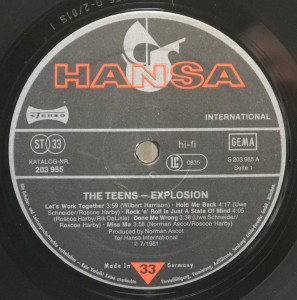 HANSA
INTERNATIONAL
STEREO
ST 33
hi-fi
GEMA
KATALOG-NR.
203 955
LC 0835
S 203 955 A
Seite 1
THE TEENS — EXPLOSION
Let's Work Together 3:59 (Wilbert Harrison) - Hold Me Back 4:17 (Uwe
Schneider/Roscoe Harby) - Rock 'n' Roll Is Just A State Of Mind 4:05
(Roscoe Harby/Rik DeLisle) - Done Me Wrong 3:38 (Uwe Schneider/
Roscoe Harby) - Miss Me 3:58 (Norman Ascot/Roscoe Harby)
Produced by Norman Ascot
for Hansa International
℗ 7/1981
Made in 33 Germany